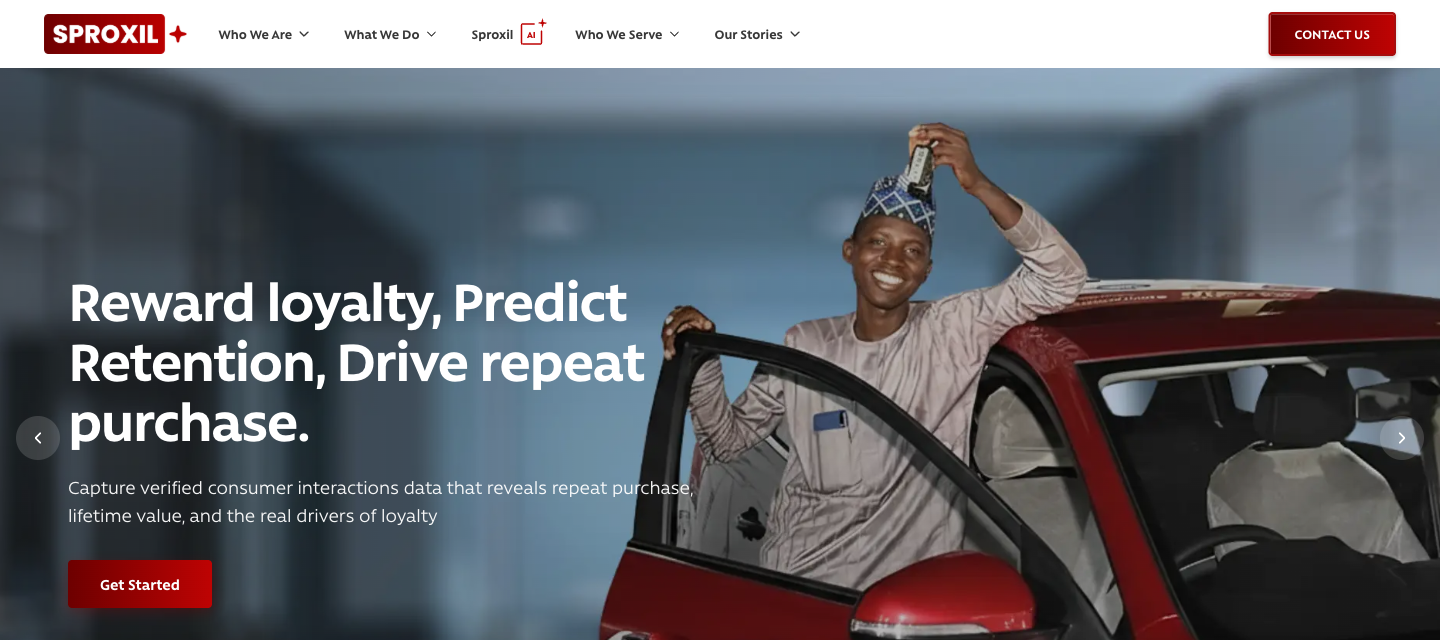 SPROXIL
Who We Are
What We Do
Sproxil AI
Who We Serve
Our Stories
CONTACT US
Reward loyalty, Predict
Retention, Drive repeat
purchase.
Capture verified consumer interactions data that reveals repeat purchase,
lifetime value, and the real drivers of loyalty
Get Started